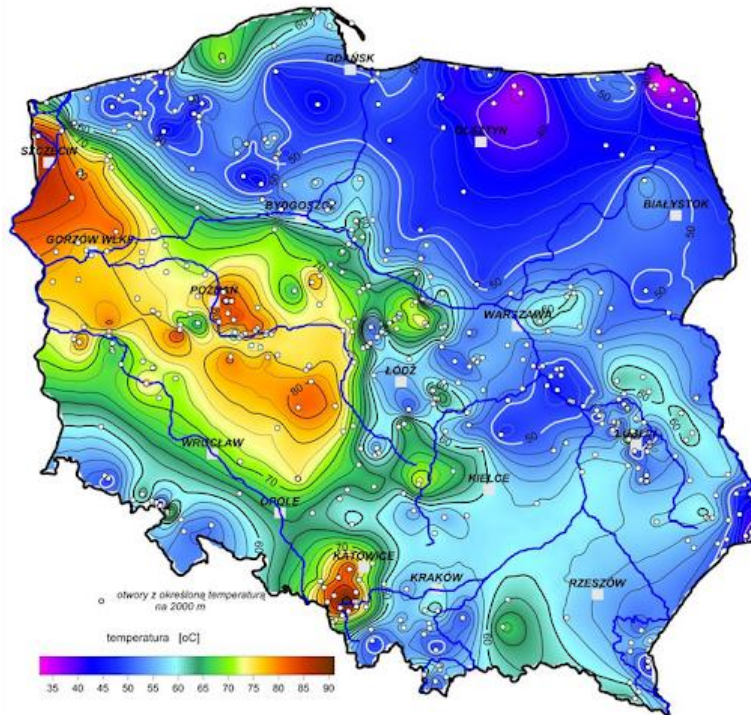 GDAŃSK
OLSZTYN
SZCZECIN
BIAŁYSTOK
BYDGOSZCZ
GORZÓW WLKP
POZNAŃ
WARSZAWA
ŁÓDŹ
WROCŁAW
LUBLIN
KIELCE
OPOLE
KATOWICE
KRAKÓW
RZESZÓW
otwory z określoną temperaturą
na 2000 m
temperatura [oC]
35 40 45 50 55 60 65 70 75 80 85 90